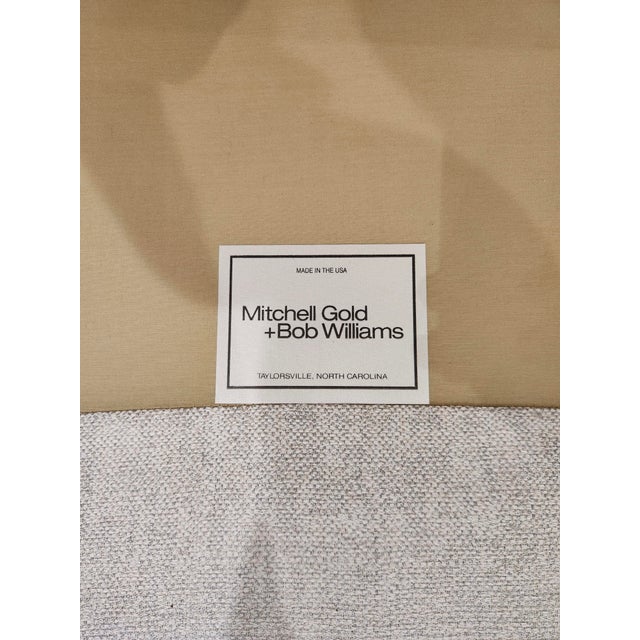 MADE IN THE USA
Mitchell Gold
+Bob Williams
TAYLORSVILLE, NORTH CAROLINA